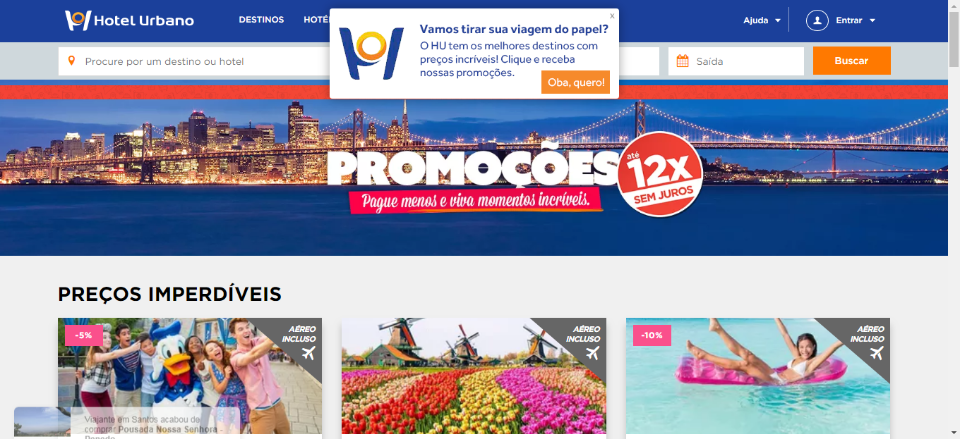 Hotel Urbano
DESTINOS
Ajuda
Entrar
x
Vamos tirar sua viagem do papel?
O HU tem os melhores destinos com
preços incríveis! Clique e receba
nossas promoções.
Oba, quero!
Procure por um destino ou hotel
Saída
Buscar
PROMOÇÕES
Pague menos e viva momentos incríveis.
até
12x
SEM JUROS
PREÇOS IMPERDÍVEIS
-5%
AÉREO
INCLUSO
AÉREO
INCLUSO
-10%
AÉREO
INCLUSO
Viajante em Santos acabou de
comprar Pousada Nossa Senhora -